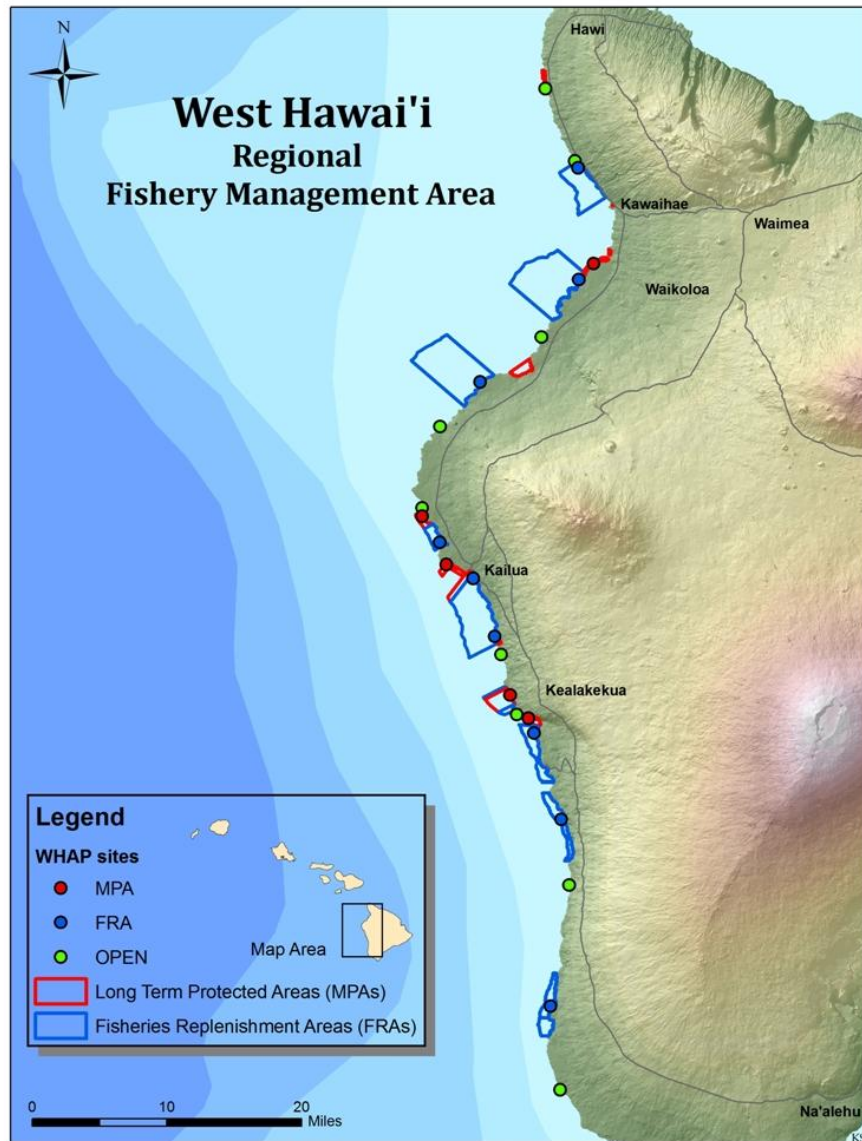 N
West Hawai'i
Regional
Fishery Management Area
Hawi
Kawaihae
Waimea
Waikoloa
Kailua
Kealakekua
Legend
WHAP sites
MPA
FRA
OPEN
Map Area
Long Term Protected Areas (MPAs)
Fisheries Replenishment Areas (FRAs)
0 10 20
Miles
Na'alehu